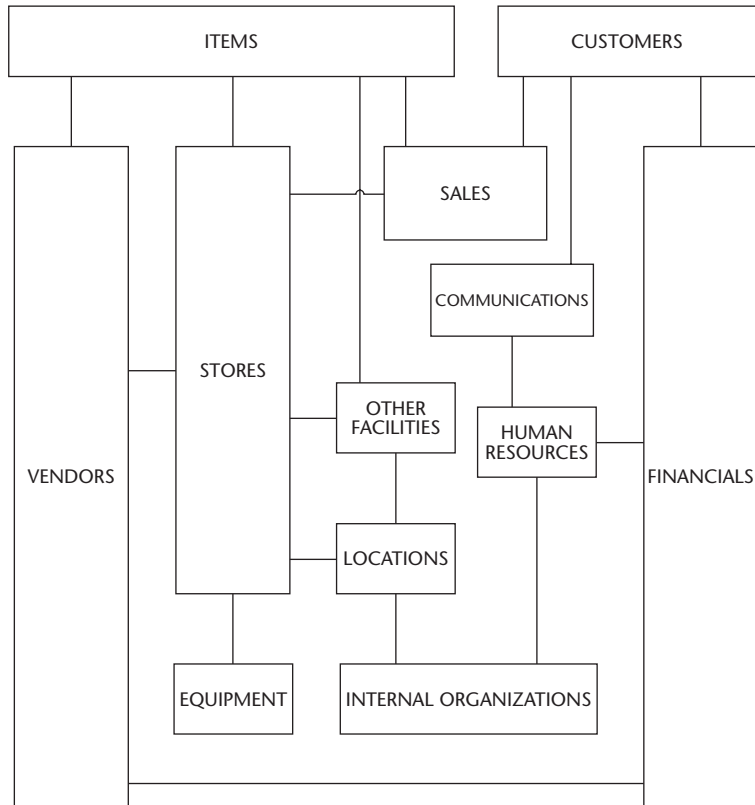 ITEMS
CUSTOMERS
SALES
COMMUNICATIONS
STORES
OTHER
FACILITIES
HUMAN
RESOURCES
VENDORS
FINANCIALS
LOCATIONS
EQUIPMENT
INTERNAL ORGANIZATIONS